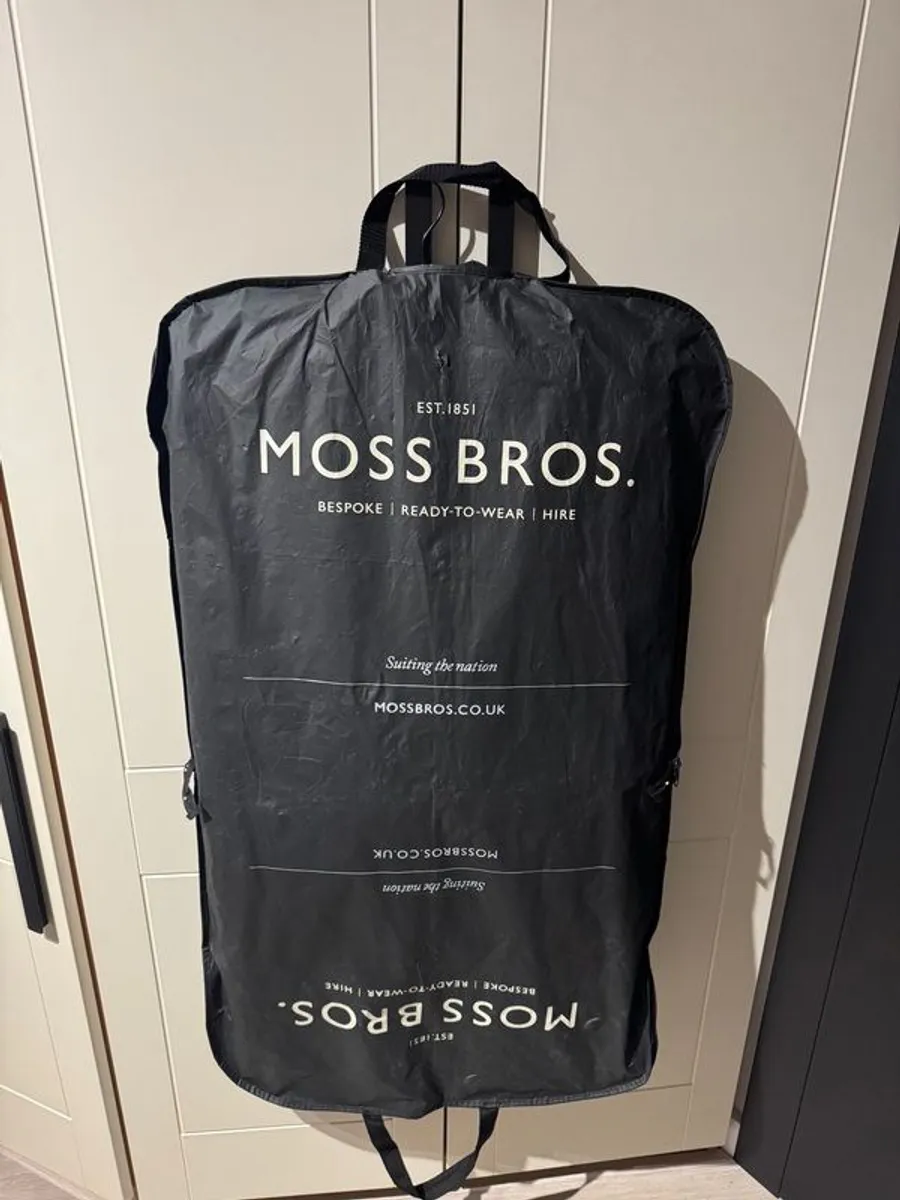 EST.1851
MOSS BROS.
BESPOKE | READY-TO-WEAR | HIRE
Suiting the nation
MOSSBROS.CO.UK
MOSSBROS.CO.UK
Suiting the nation
BESPOKE | READY-TO-WEAR | HIRE
MOSS BROS.
EST.1851